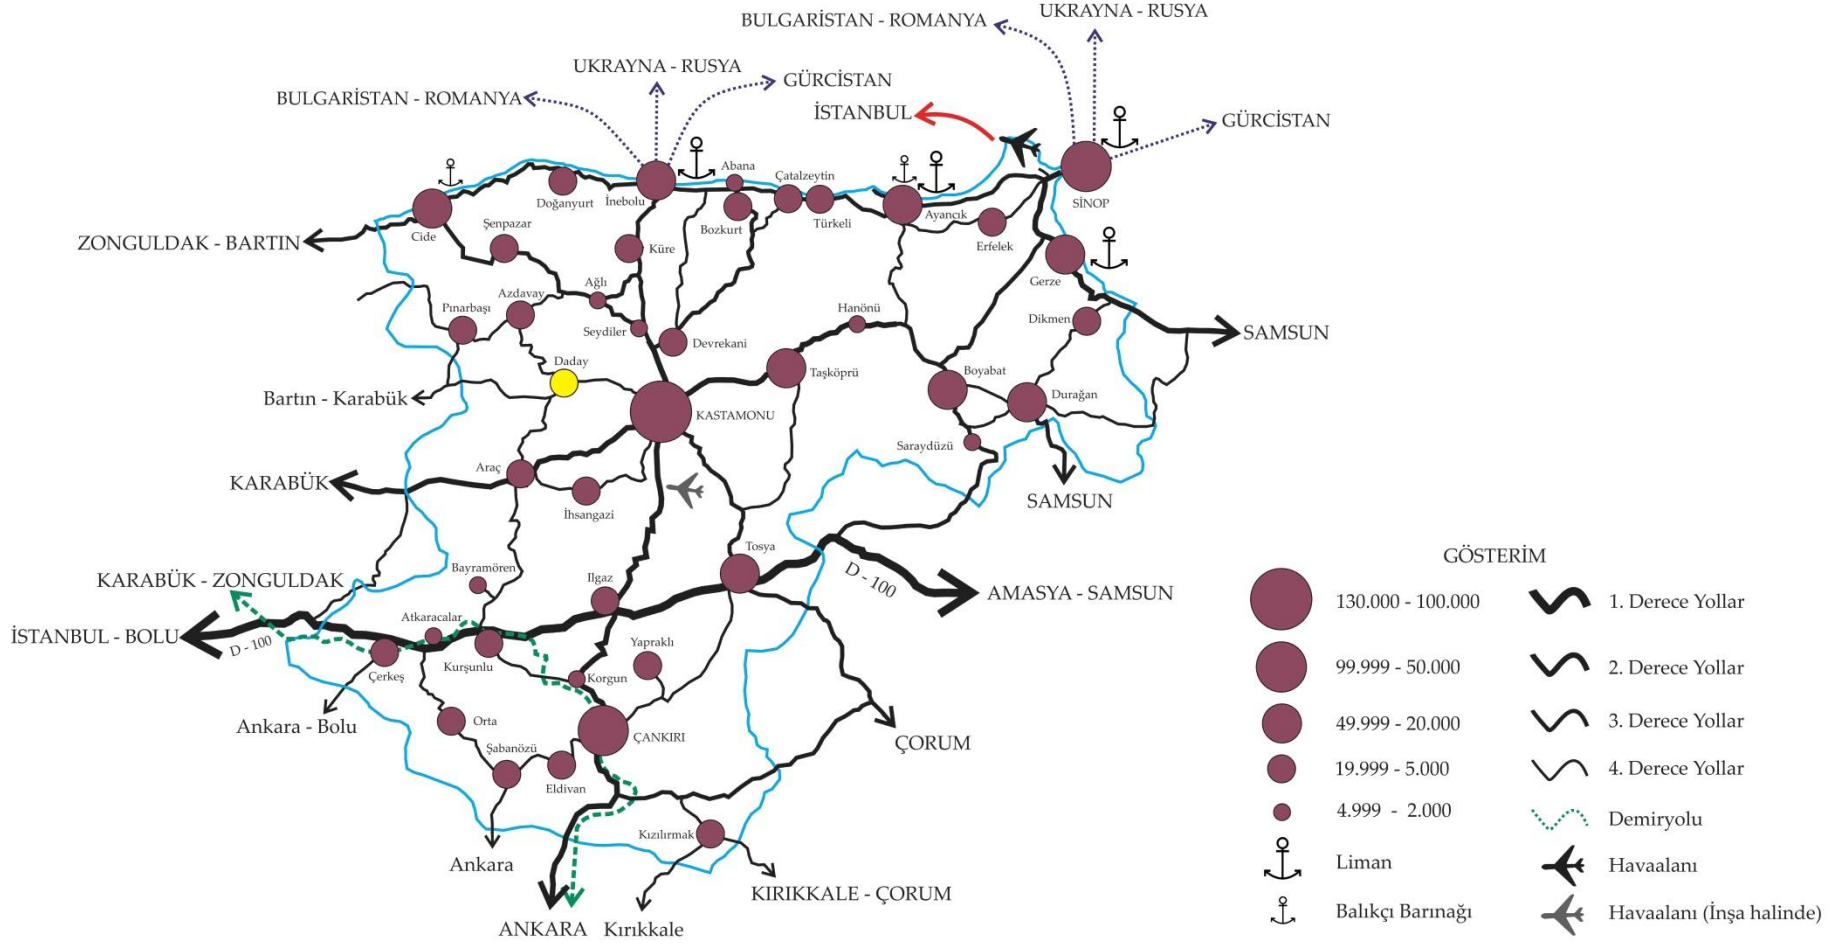 UKRAYNA - RUSYA
BULGARİSTAN - ROMANYA
UKRAYNA - RUSYA
GÜRCİSTAN
BULGARİSTAN - ROMANYA
İSTANBUL
GÜRCİSTAN
Abana
Çatalzeytin
Doğanyurt
İnebolu
Cide
Şenpazar
Bozkurt
Türkeli
Ayancık
Erfelek
SİNOP
ZONGULDAK - BARTIN
Küre
Gerze
Ağlı
Azdavay
Pınarbaşı
Seydiler
Devrekani
Hanönü
Dikmen
SAMSUN
Daday
Taşköprü
Boyabat
Durağan
Bartın - Karabük
KASTAMONU
Saraydüzü
Araç
KARABÜK
İhsangazi
SAMSUN
Tosya
Bayramören
Ilgaz
KARABÜK - ZONGULDAK
D - 100
AMASYA - SAMSUN
Atkaracalar
İSTANBUL - BOLU
D - 100
Kurşunlu
Yapraklı
Çerkeş
Korgun
Ankara - Bolu
Orta
ÇANKIRI
ÇORUM
Şabanözü
Eldivan
Kızılırmak
Ankara
KIRIKKALE - ÇORUM
ANKARA
Kırıkkale
GÖSTERİM
130.000 - 100.000
1. Derece Yollar
99.999 - 50.000
2. Derece Yollar
49.999 - 20.000
3. Derece Yollar
19.999 - 5.000
4. Derece Yollar
4.999 - 2.000
Demiryolu
Liman
Havaalanı
Balıkçı Barınağı
Havaalanı (İnşa halinde)